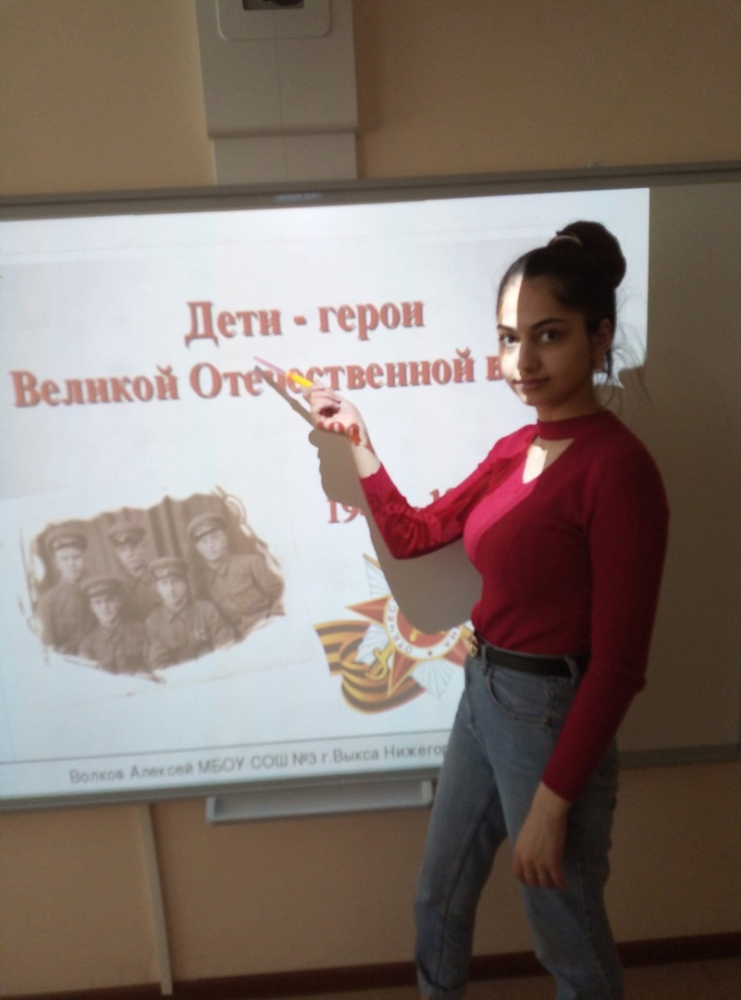 Дети - герои
Великой Отечественной
Волков Алексей МБОУ СОШ №3 г.Выкса